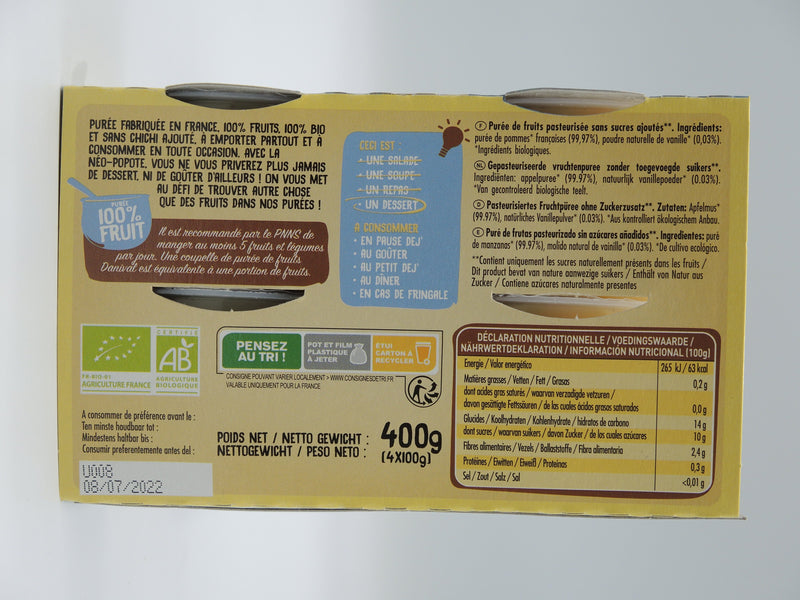 PURÉE FABRIQUÉE EN FRANCE, 100% FRUITS, 100% BIO
ET SANS CHICHI AJOUTÉ, À EMPORTER PARTOUT ET À
CONSOMMER EN TOUTE OCCASION. AVEC LA
NÉO-POPOTE, VOUS NE VOUS PRIVEREZ PLUS JAMAIS
DE DESSERT, NI DE GOÛTER D'AILLEURS ! ON VOUS MET
AU DÉFI DE TROUVER AUTRE CHOSE
QUE DES FRUITS DANS NOS PURÉES !
PURÉE
100%
FRUIT
Il est recommandé par le PNNS de
manger au moins 5 fruits et légumes
par jour. Une coupelle de purée de fruits
Danival est équivalente à une portion de fruits.
CECI EST :
- UNE SALADE
- UNE SOUPE
- UN REPAS
- UN DESSERT
A CONSOMMER
• EN PAUSE DEJ'
• AU GOÛTER
• AU PETIT DEJ'
• AU DÎNER
• EN CAS DE FRINGALE
F Purée de fruits pasteurisée sans sucres ajoutés**. Ingrédients:
purée de pommes* françaises (99,97%), poudre naturelle de vanille* (0,03%).
*Ingrédients biologiques.
NL Gepasteuriseerde vruchtenpuree zonder toegevoegde suikers**.
Ingrediënten: appelpuree* (99.97%), natuurlijk vanillepoeder* (0.03%).
*Van gecontroleerd biologische teelt.
D Pasteurisiertes Fruchtpüree ohne Zuckerzusatz**. Zutaten: Apfelmus*
(99.97%), natürliches Vanillepulver* (0.03%). *Aus kontrolliert ökologischem Anbau.
E Puré de frutas pasteurizado sin azúcares añadidos**. Ingredientes: puré
de manzanas* (99,97%), molido natural de vainilla* (0.03%). *De cultivo ecológico.
**Contient uniquement les sucres naturellement présents dans les fruits /
Dit product bevat van nature aanwezige suikers / Enthält von Natur aus
Zucker / Contiene azúcares naturalmente presentes
FR-BIO-01
AGRICULTURE FRANCE
CERTIFIÉ
AB
AGRICULTURE
BIOLOGIQUE
PENSEZ
AU TRI !
POT ET FILM
PLASTIQUE
À JETER
ÉTUI
CARTON À
RECYCLER
CONSIGNE POUVANT VARIER LOCALEMENT > WWW.CONSIGNESDETRI.FR
VALABLE UNIQUEMENT POUR LA FRANCE
A consommer de préférence avant le :
Ten minste houdbaar tot :
Mindestens haltbar bis :
Consumir preferentemente antes del :
U008
08/07/2022
POIDS NET / NETTO GEWICHT :
NETTOGEWICHT / PESO NETO :
400g
(4X100g)
DÉCLARATION NUTRITIONNELLE / VOEDINGSWAARDE /
NÄHRWERTDEKLARATION / INFORMACIÓN NUTRICIONAL (100g)
Energie / Valor energético 265 kJ / 63 kcal
Matières grasses / Vetten / Fett / Grasas 0,2 g
dont acides gras saturés / waarvan verzadigde vetzuren /
davon gesättigte Fettsäuren / de las cuales ácidos grasos saturados 0,0 g
Glucides / Koolhydraten / Kohlenhydrate / hidratos de carbono 14 g
dont sucres / waarvan suikers / davon Zucker / de los cuales azúcares 10 g
Fibres alimentaires / Vezels / Ballaststoffe / Fibra alimentaria 2,4 g
Protéines / Eiwitten / Eiweiß / Proteinas 0,3 g
Sel / Zout / Salz / Sal <0,01 g